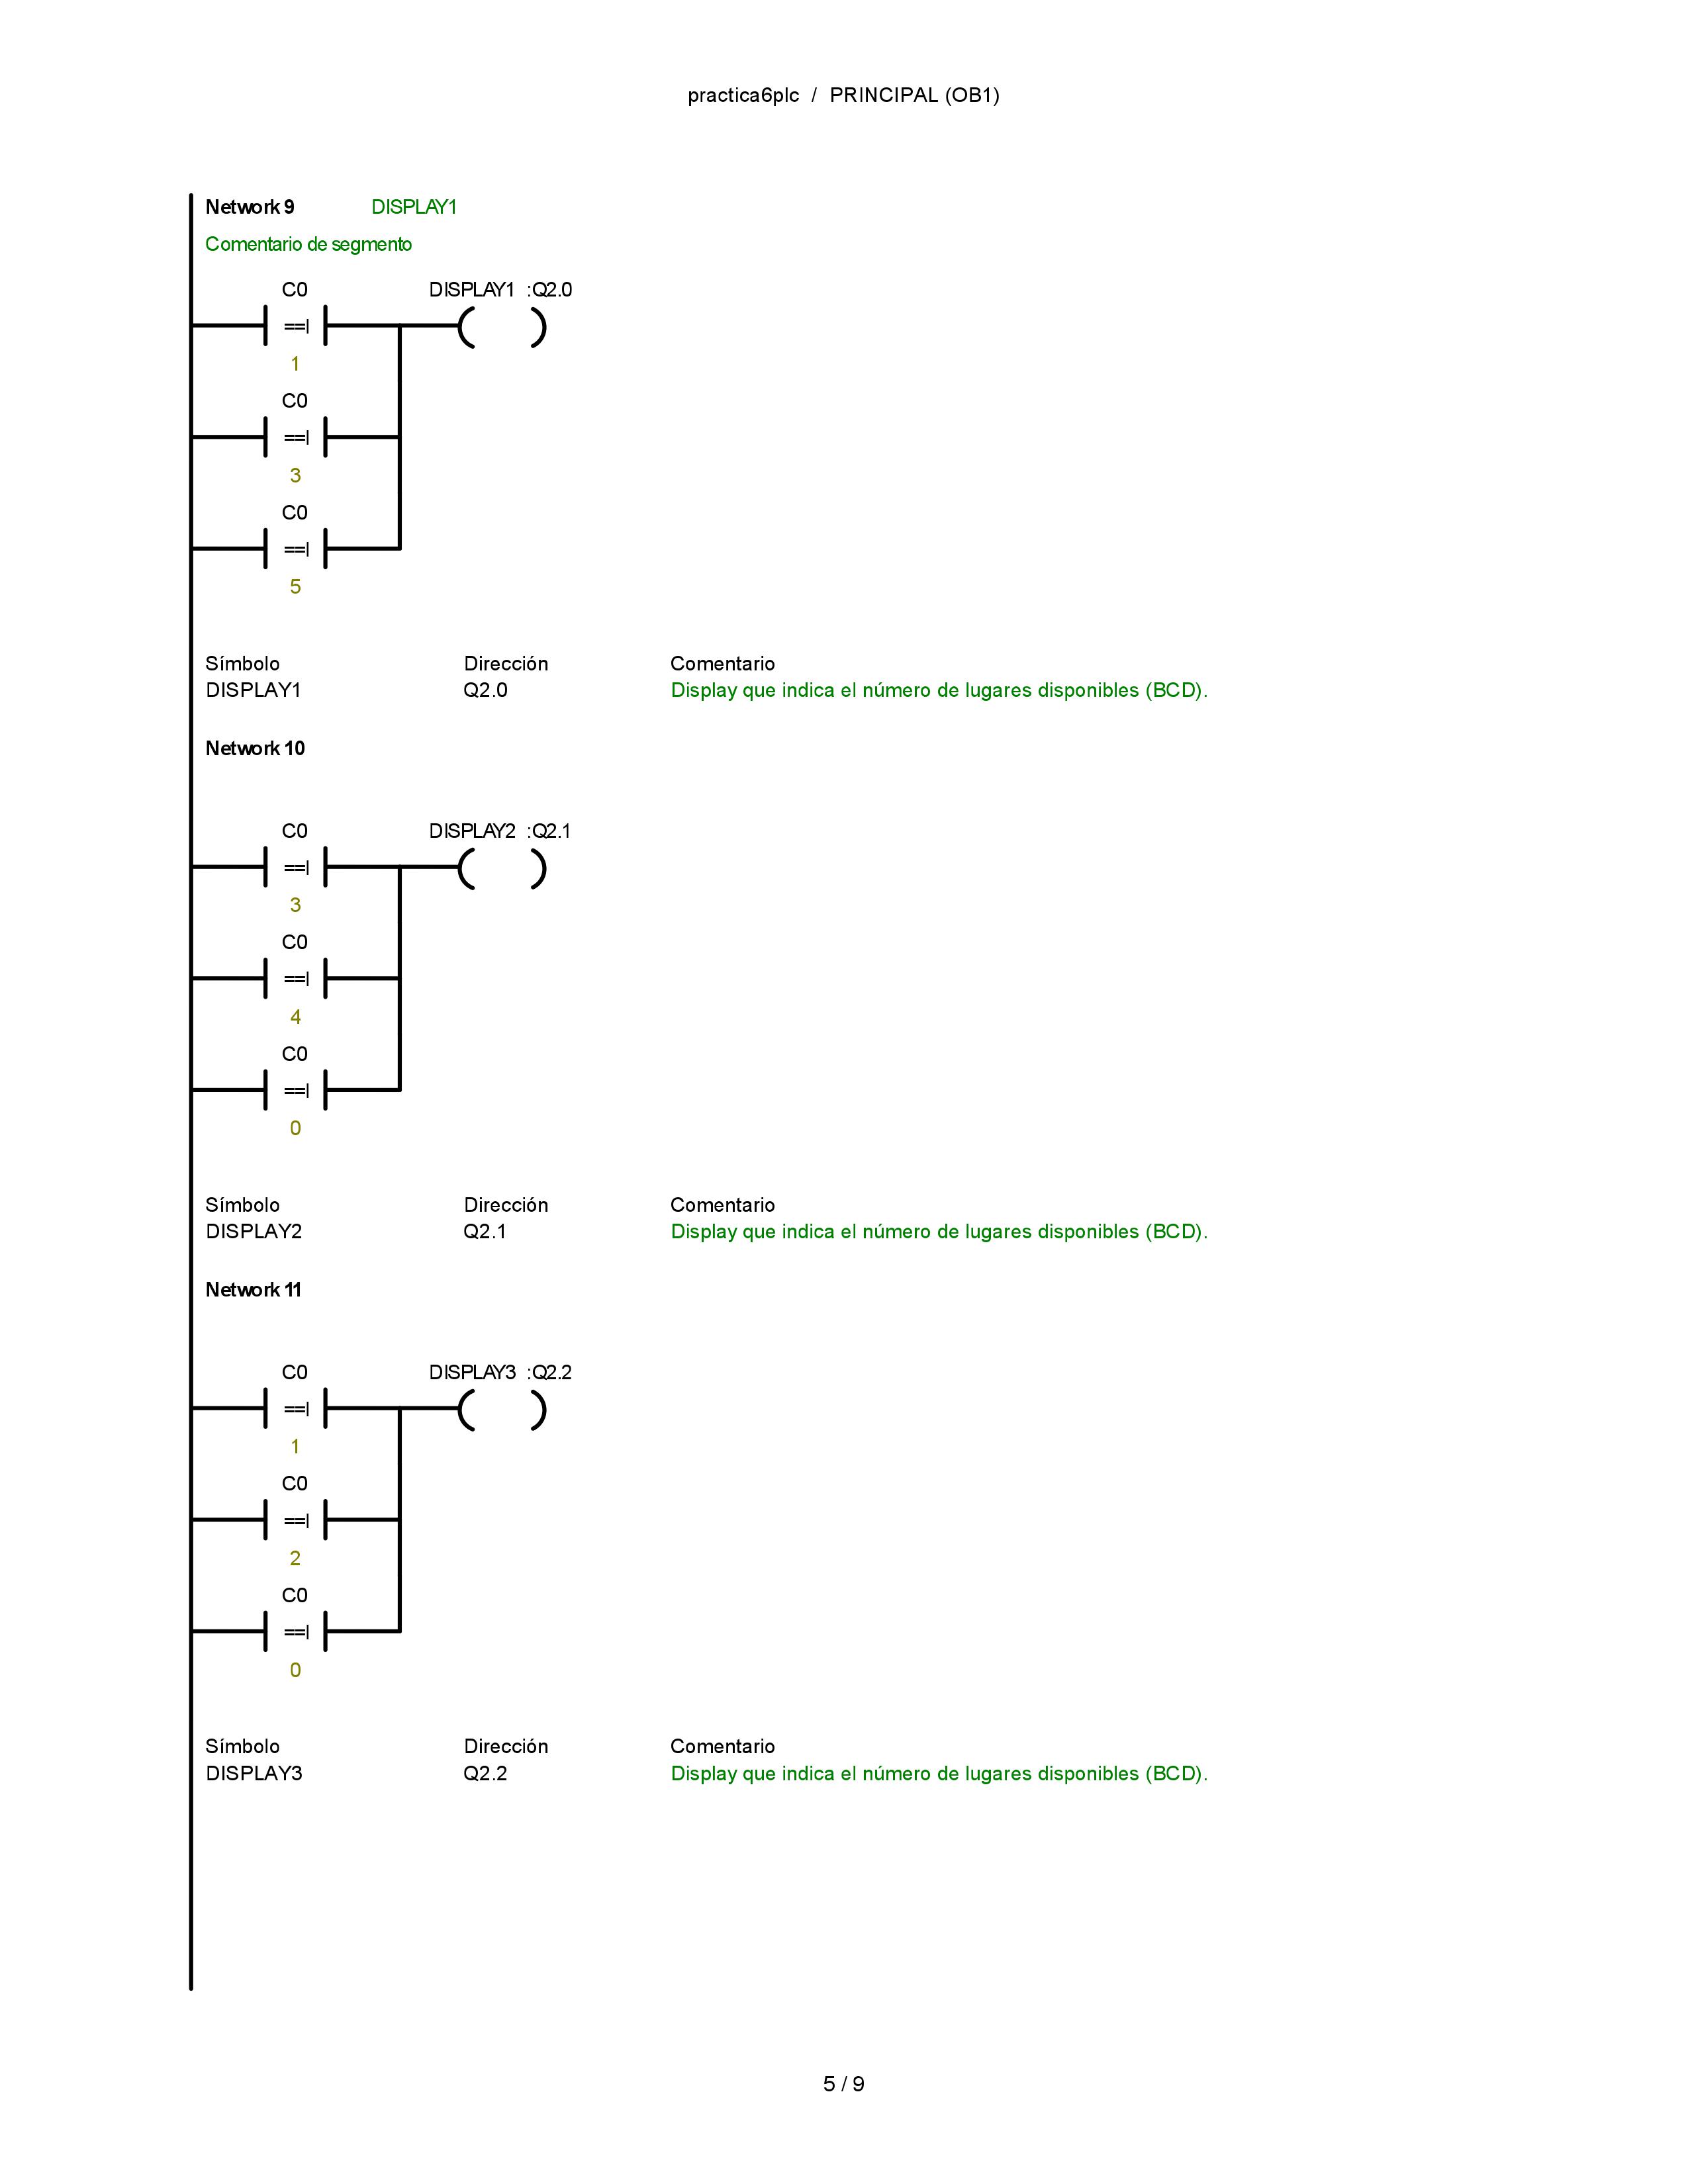 practica6plc / PRINCIPAL (OB1)
Network 9 DISPLAY1
Comentario de segmento
C0 DISPLAY1 :Q2.0
==I
1
C0
==I
3
C0
==I
5
Símbolo Dirección Comentario
DISPLAY1 Q2.0 Display que indica el número de lugares disponibles (BCD).
Network 10
C0 DISPLAY2 :Q2.1
==I
3
C0
==I
4
C0
==I
0
Símbolo Dirección Comentario
DISPLAY2 Q2.1 Display que indica el número de lugares disponibles (BCD).
Network 11
C0 DISPLAY3 :Q2.2
==I
1
C0
==I
2
C0
==I
0
Símbolo Dirección Comentario
DISPLAY3 Q2.2 Display que indica el número de lugares disponibles (BCD).
5 / 9